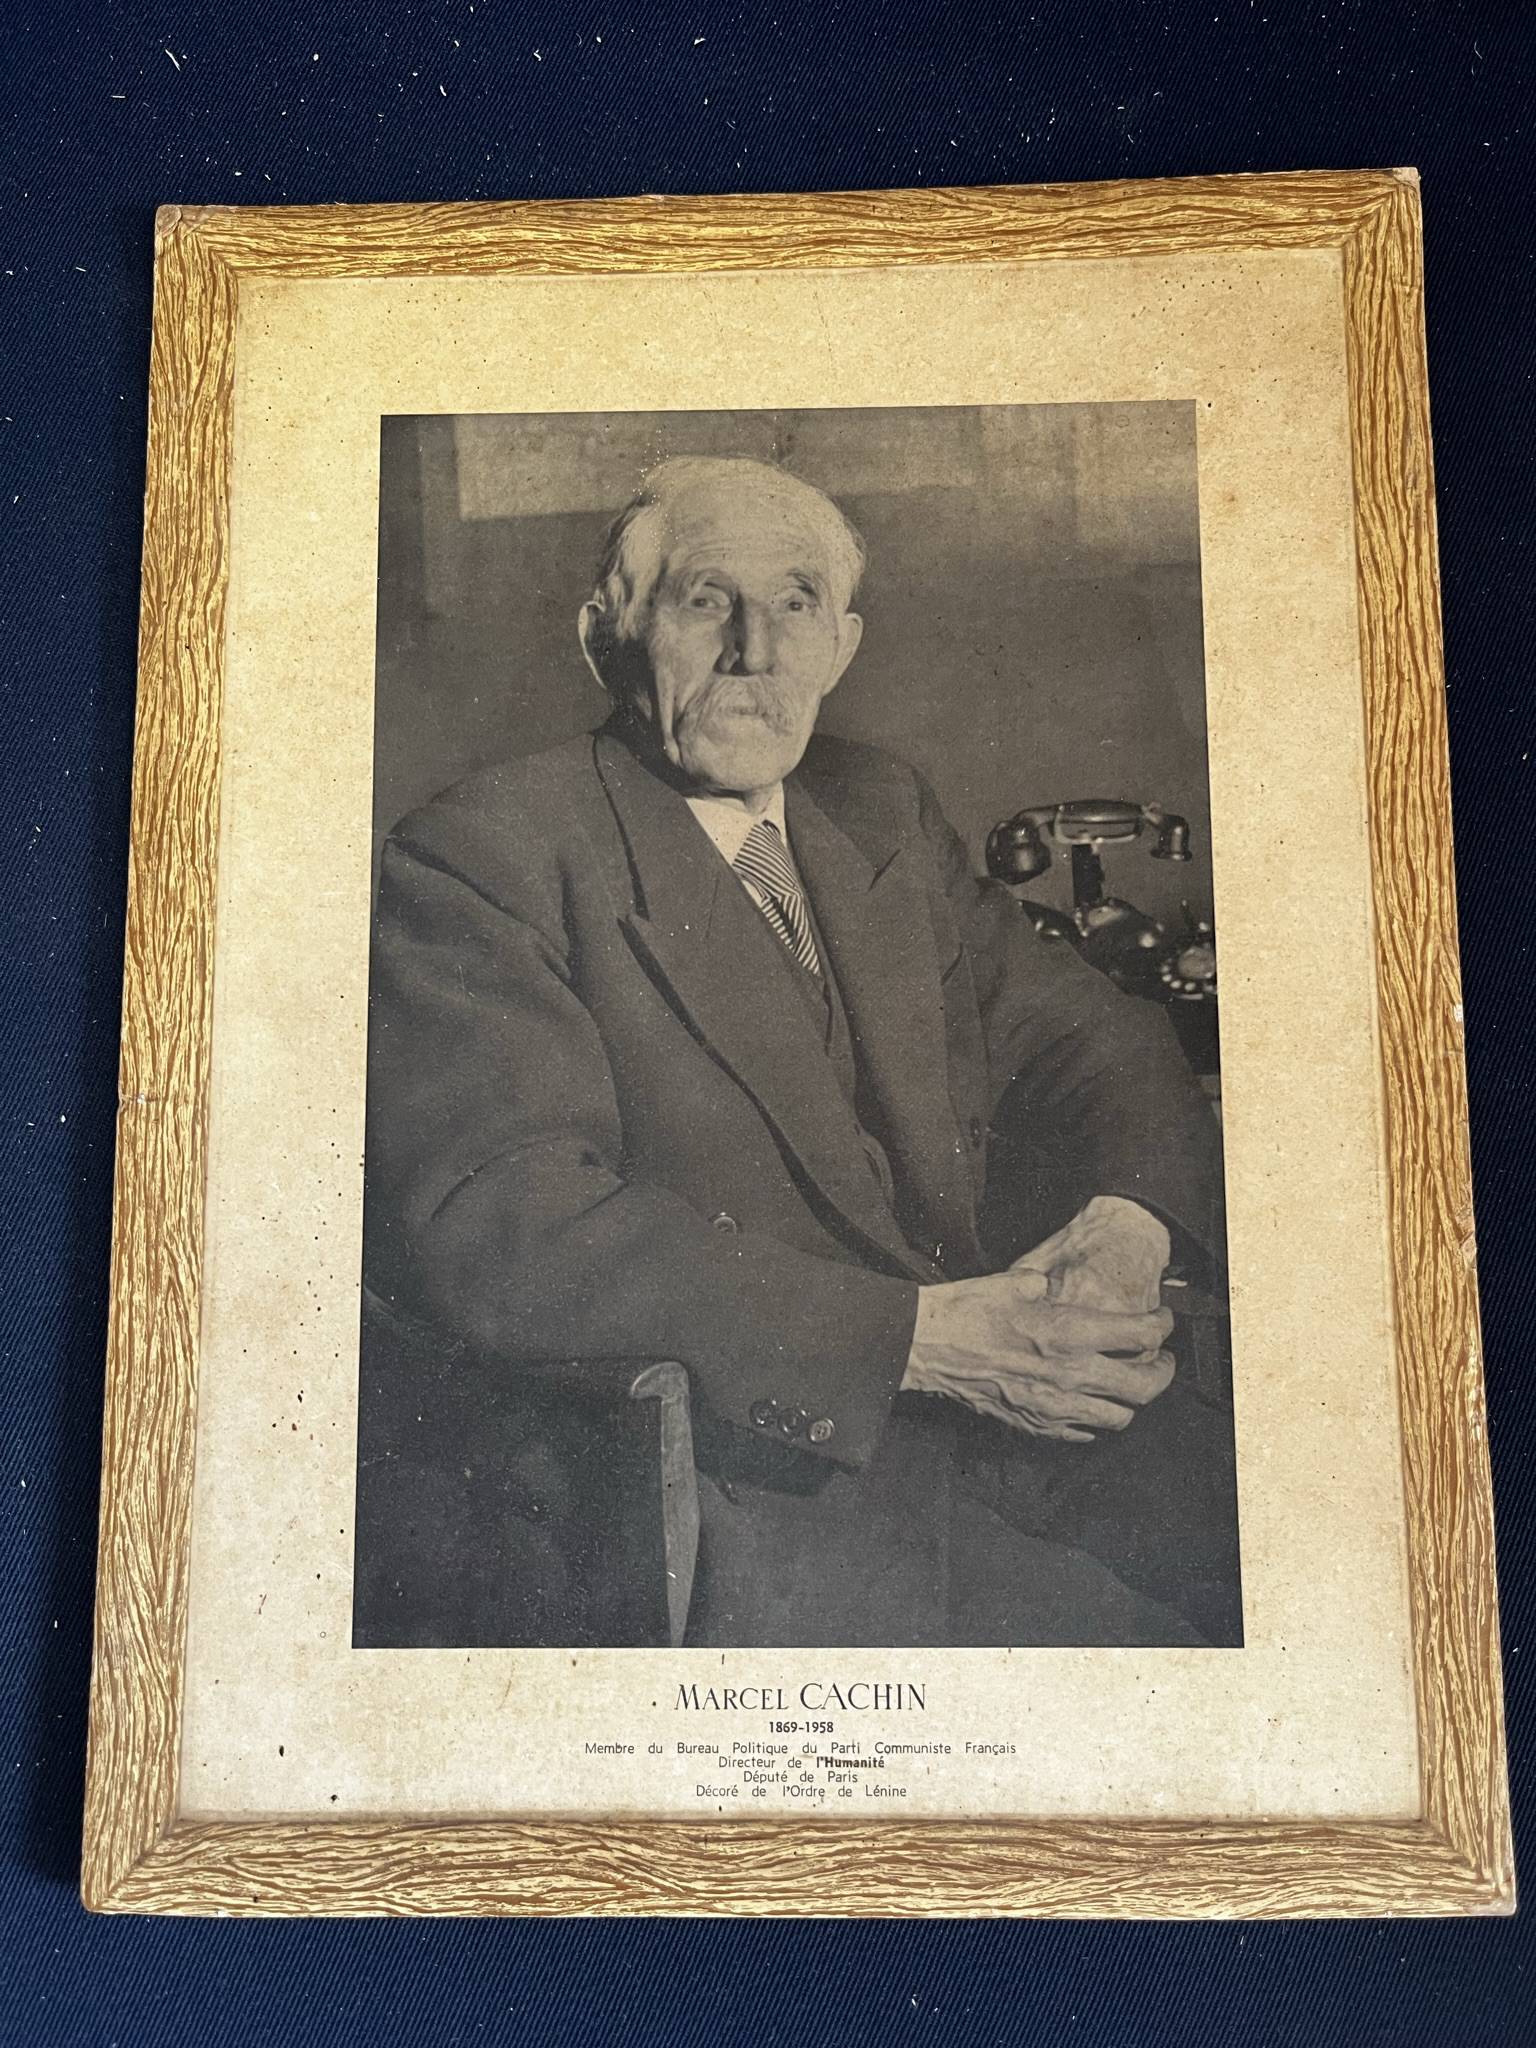 MARCEL CACHIN
1869-1958
Membre du Bureau Politique du Parti Communiste Français
Directeur de l'Humanité
Député de Paris
Décoré de l'Ordre de Lénine